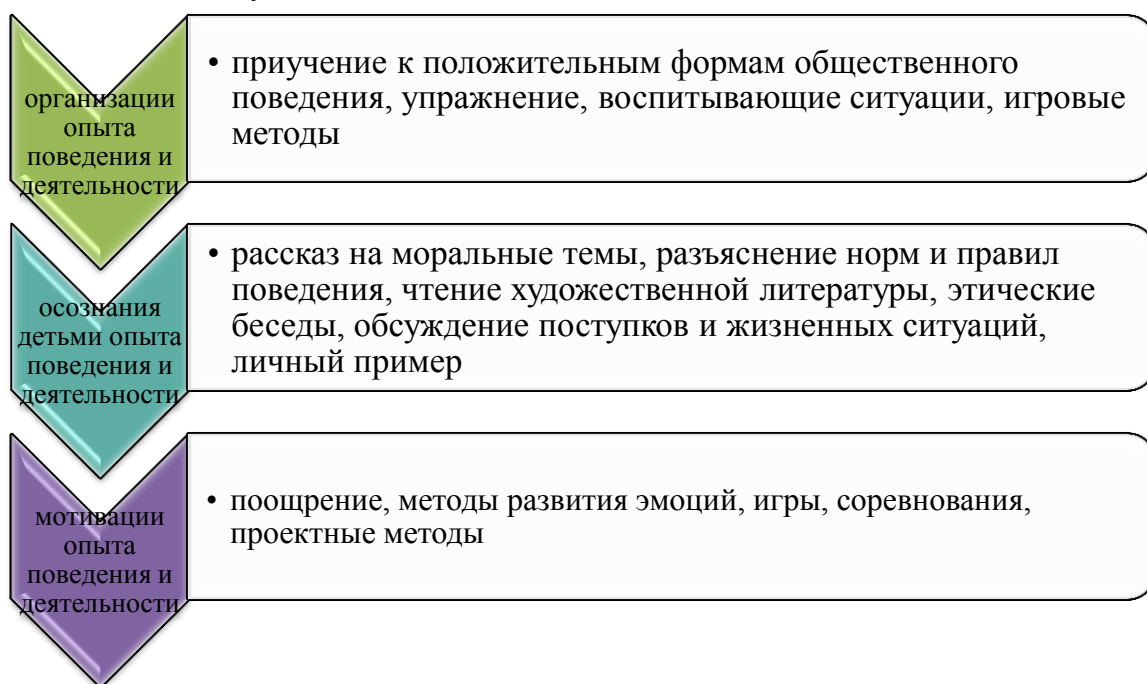 организации
опыта
поведения и
деятельности
• приучение к положительным формам общественного
поведения, упражнение, воспитывающие ситуации, игровые
методы
осознания
детьми опыта
поведения и
деятельности
• рассказ на моральные темы, разъяснение норм и правил
поведения, чтение художественной литературы, этические
беседы, обсуждение поступков и жизненных ситуаций,
личный пример
мотивации
опыта
поведения и
деятельности
• поощрение, методы развития эмоций, игры, соревнования,
проектные методы